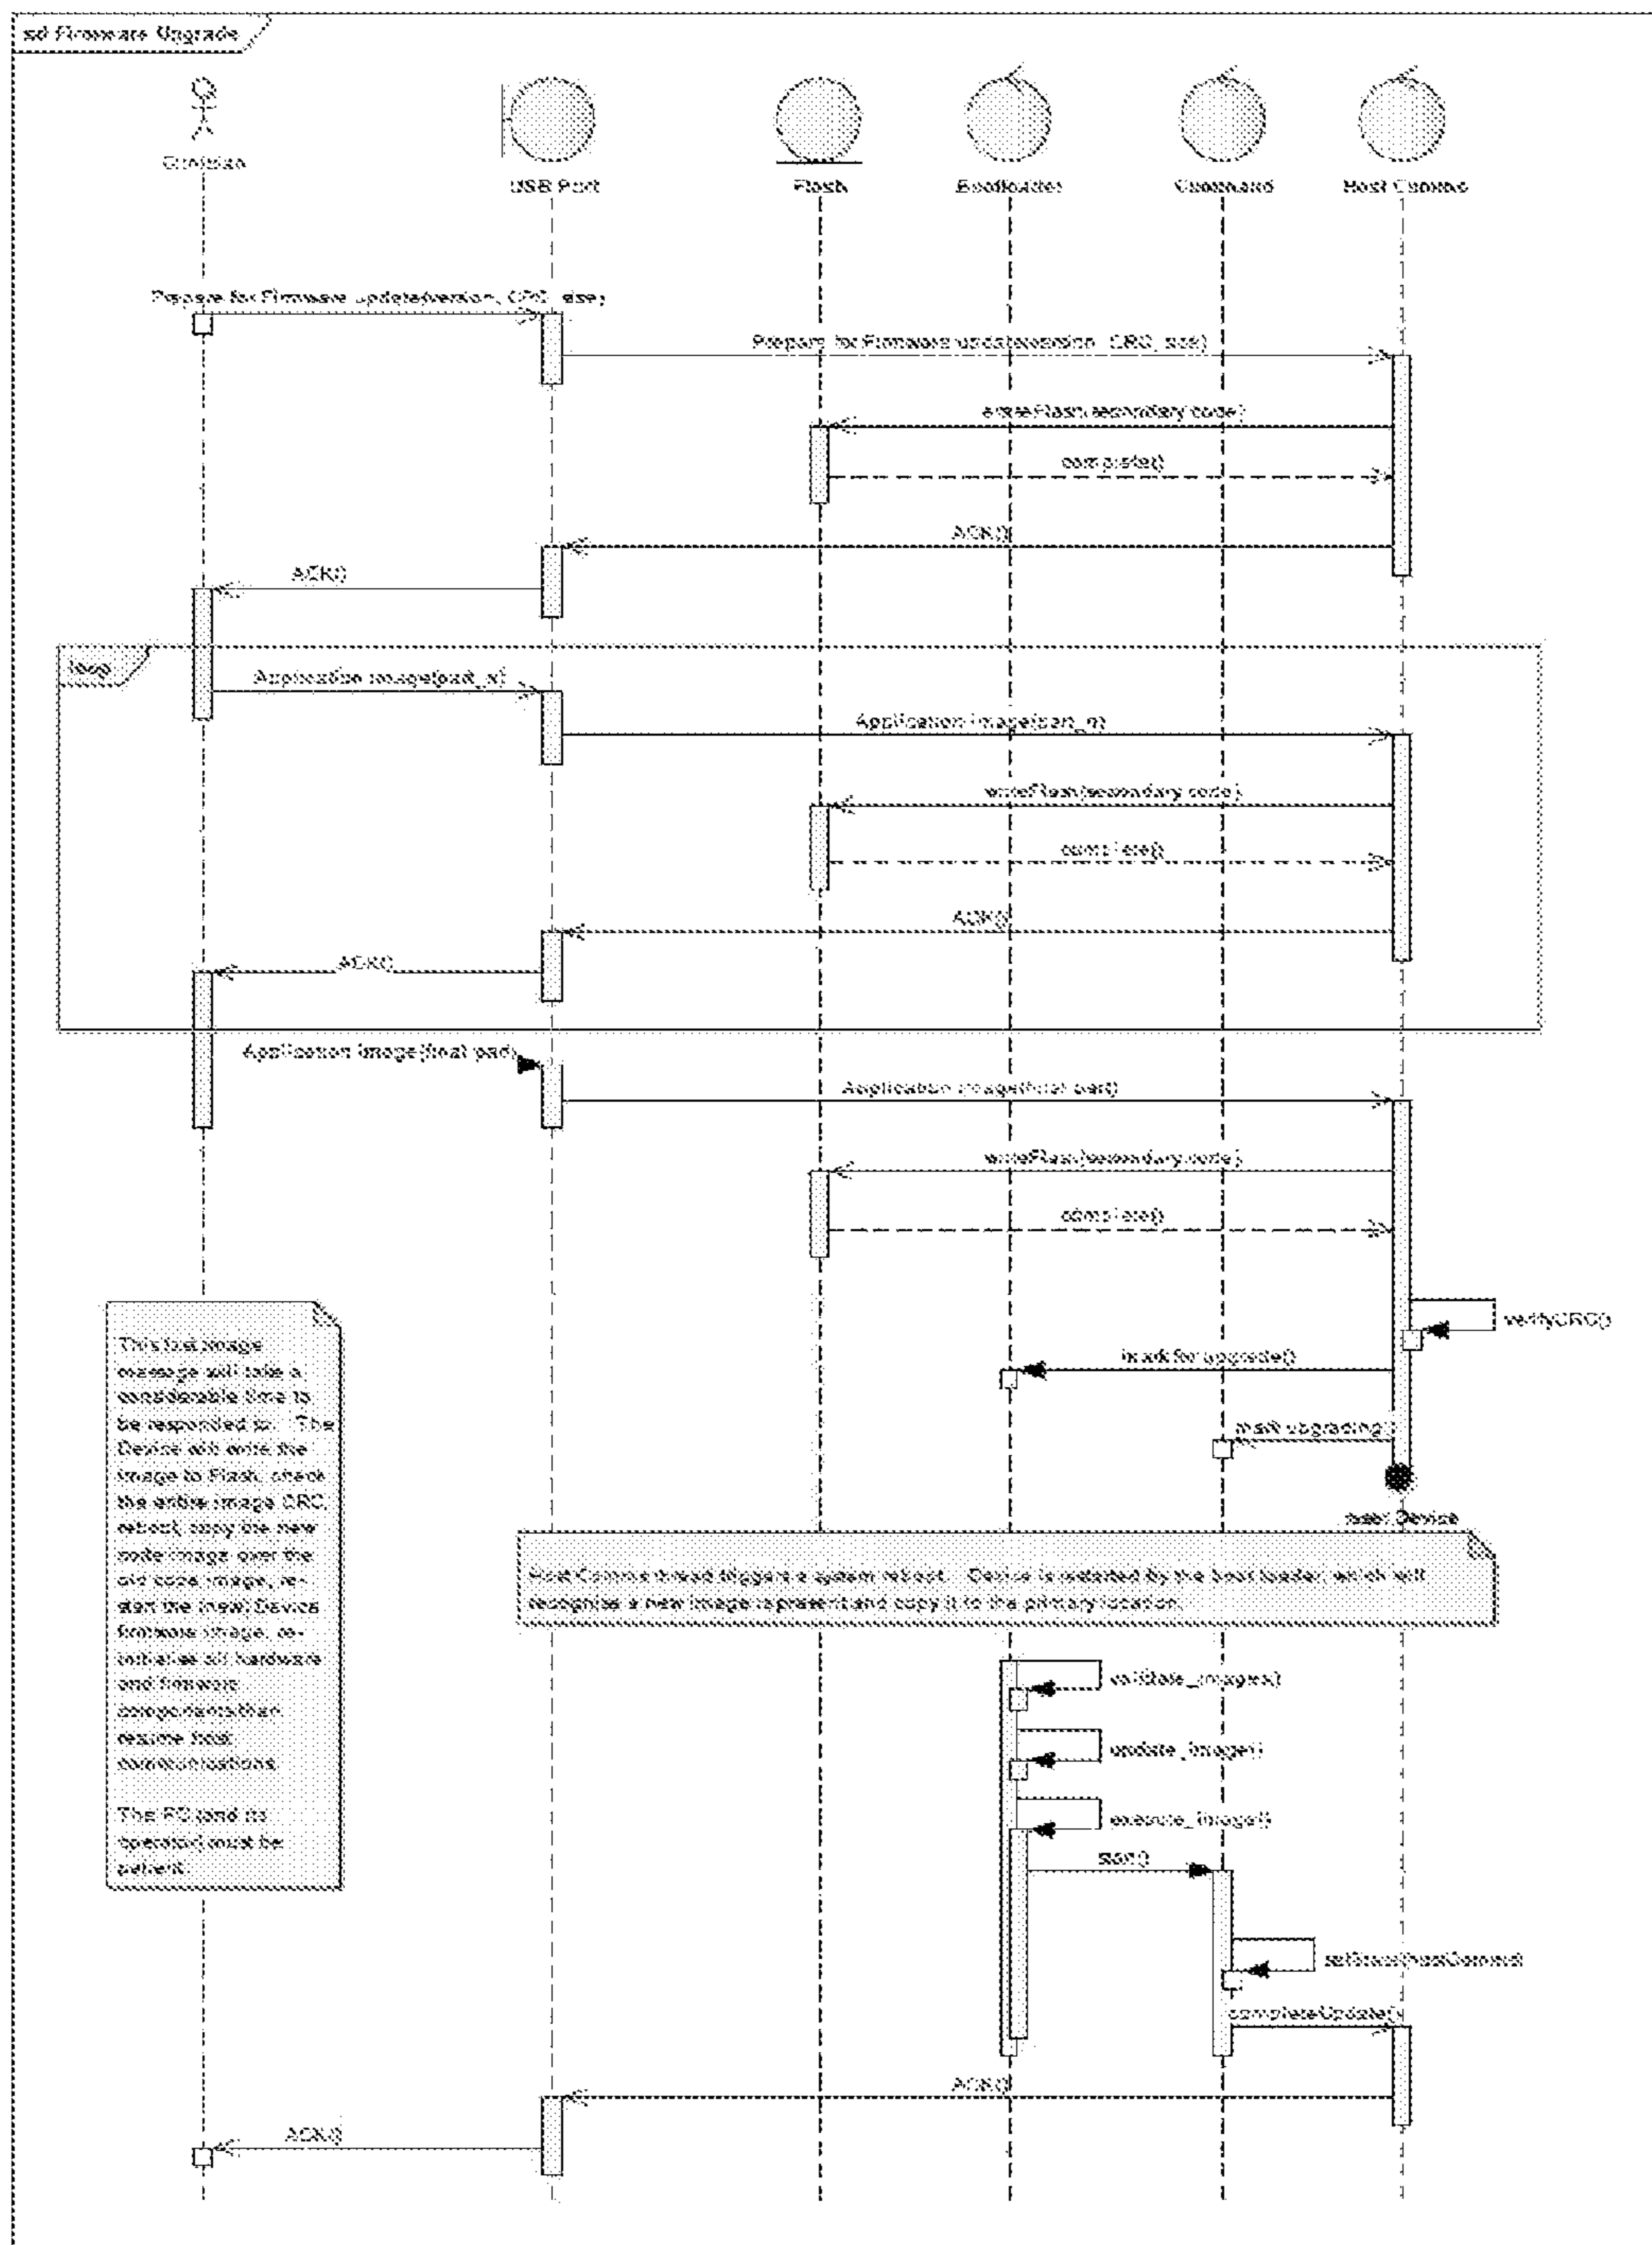 sd Firmware Upgrade
Clinician
USB Port
Flash
Bootloader
Command
Host Comms
Prepare for Firmware update(version, CRC, size)
Prepare for Firmware update(version, CRC, size)
eraseFlash(secondary code)
complete()
ACK()
ACK()
loop
Application Image(part_n)
Application Image(part_n)
writeFlash(secondary code)
complete()
ACK()
ACK()
Application Image(final part)
Application Image(final part)
writeFlash(secondary code)
complete()
verifyCRC()
mark for upgrade()
mark upgrading()
reset Device
This last image
message will take a
considerable time to
be responded to. The
Device will write the
image to Flash, check
the entire image CRC,
reboot, copy the new
code image over the
old code image, re-
start the (new) Device
firmware image, re-
initialise all hardware
and firmware
components then
resume host
communications.
The PC (and its
operator) must be
patient.
Host Comms thread triggers a system reboot. Device is restarted by the boot loader, which will
recognise a new image is present and copy it to the primary location.
validate_images()
update_image()
execute_image()
start()
completeUpdate()
ACK()
ACK()